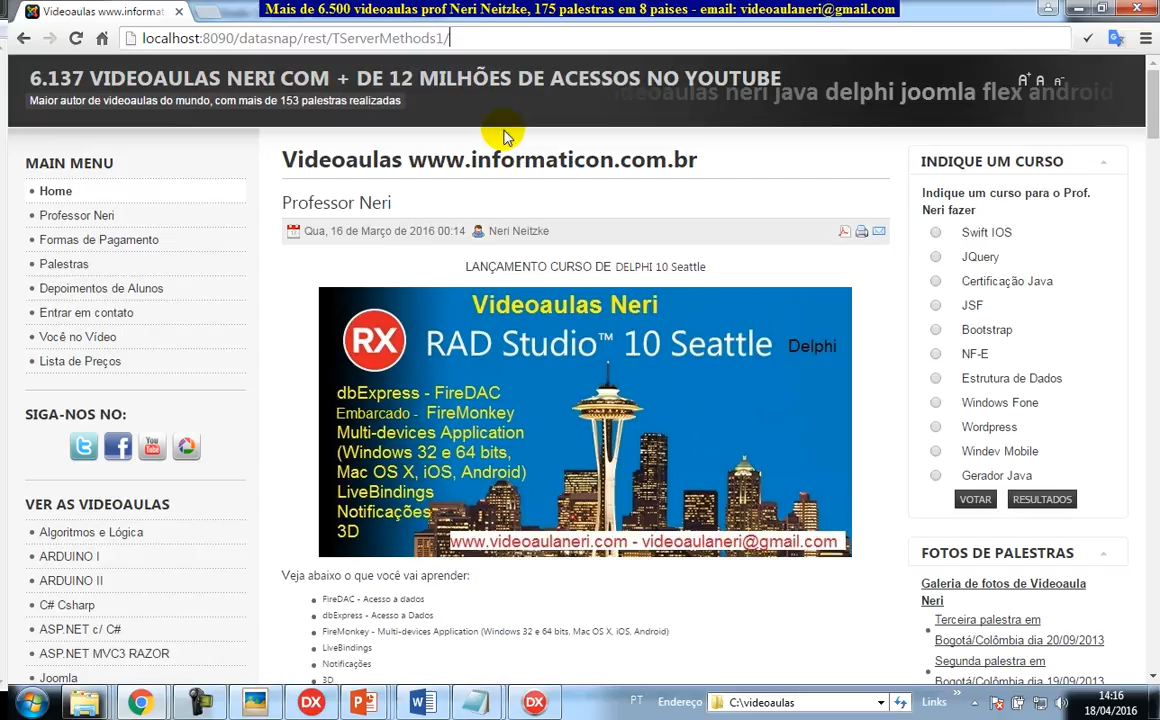 Mais de 6.500 videoaulas prof Neri Neitzke, 175 palestras em 8 paises - email: videoaulaneri@gmail.com
Videoaulas www.informat
localhost:8090/datasnap/rest/TServerMethods1/
6.137 VIDEOAULAS NERI COM + DE 12 MILHÕES DE ACESSOS NO YOUTUBE
Maior autor de videoaulas do mundo, com mais de 153 palestras realizadas
videoaulas neri java delphi joomla flex android
A+ A A-
MAIN MENU
Home
Professor Neri
Formas de Pagamento
Palestras
Depoimentos de Alunos
Entrar em contato
Você no Vídeo
Lista de Preços
SIGA-NOS NO:
You Tube
VER AS VIDEOAULAS
Algoritmos e Lógica
ARDUINO I
ARDUINO II
C# Csharp
ASP.NET c/ C#
ASP.NET MVC3 RAZOR
Joomla
Videoaulas www.informaticon.com.br
Professor Neri
Qua, 16 de Março de 2016 00:14 Neri Neitzke
LANÇAMENTO CURSO DE DELPHI 10 Seattle
Videoaulas Neri
RX RAD Studio™ 10 Seattle Delphi
dbExpress - FireDAC
Embarcado - FireMonkey
Multi-devices Application
(Windows 32 e 64 bits,
Mac OS X, iOS, Android)
LiveBindings
Notificações
3D
www.videoaulaneri.com - videoaulaneri@gmail.com
Veja abaixo o que você vai aprender:
FireDAC - Acesso a dados
dbExpress - Acesso a Dados
FireMonkey - Multi-devices Application (Windows 32 e 64 bits, Mac OS X, iOS, Android)
LiveBindings
Notificações
3D
INDIQUE UM CURSO
Indique um curso para o Prof.
Neri fazer
Swift IOS
JQuery
Certificação Java
JSF
Bootstrap
NF-E
Estrutura de Dados
Windows Fone
Wordpress
Windev Mobile
Gerador Java
VOTAR RESULTADOS
FOTOS DE PALESTRAS
Galeria de fotos de Videoaula
Neri
Terceira palestra em
Bogotá/Colômbia dia 20/09/2013
Segunda palestra em
Bogotá/Colômbia dia 19/09/2013
PT Endereço C:\videoaulas Links
14:16
18/04/2016